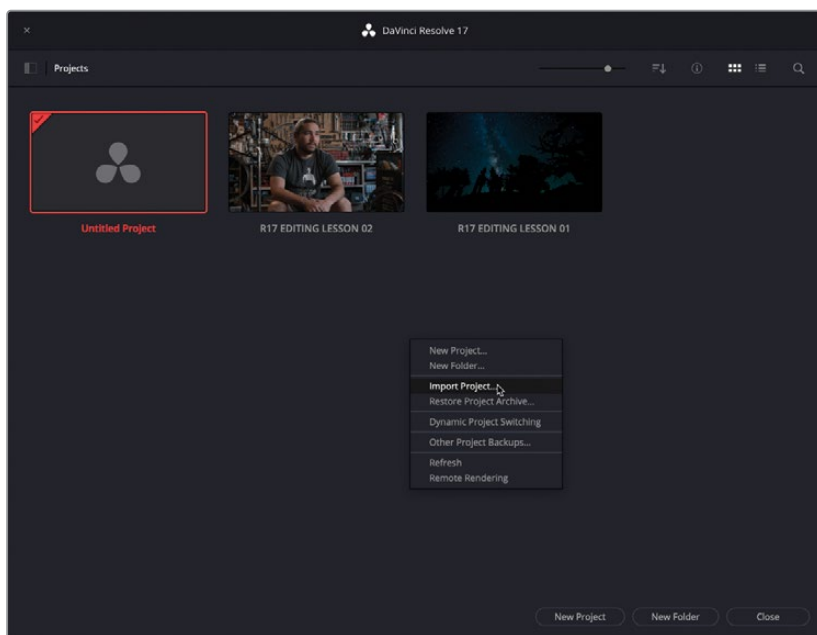 DaVinci Resolve 17
Projects
Untitled Project
R17 EDITING LESSON 02
R17 EDITING LESSON 01
New Project...
New Folder...
Import Project...
Restore Project Archive...
Dynamic Project Switching
Other Project Backups...
Refresh
Remote Rendering
New Project
New Folder
Close